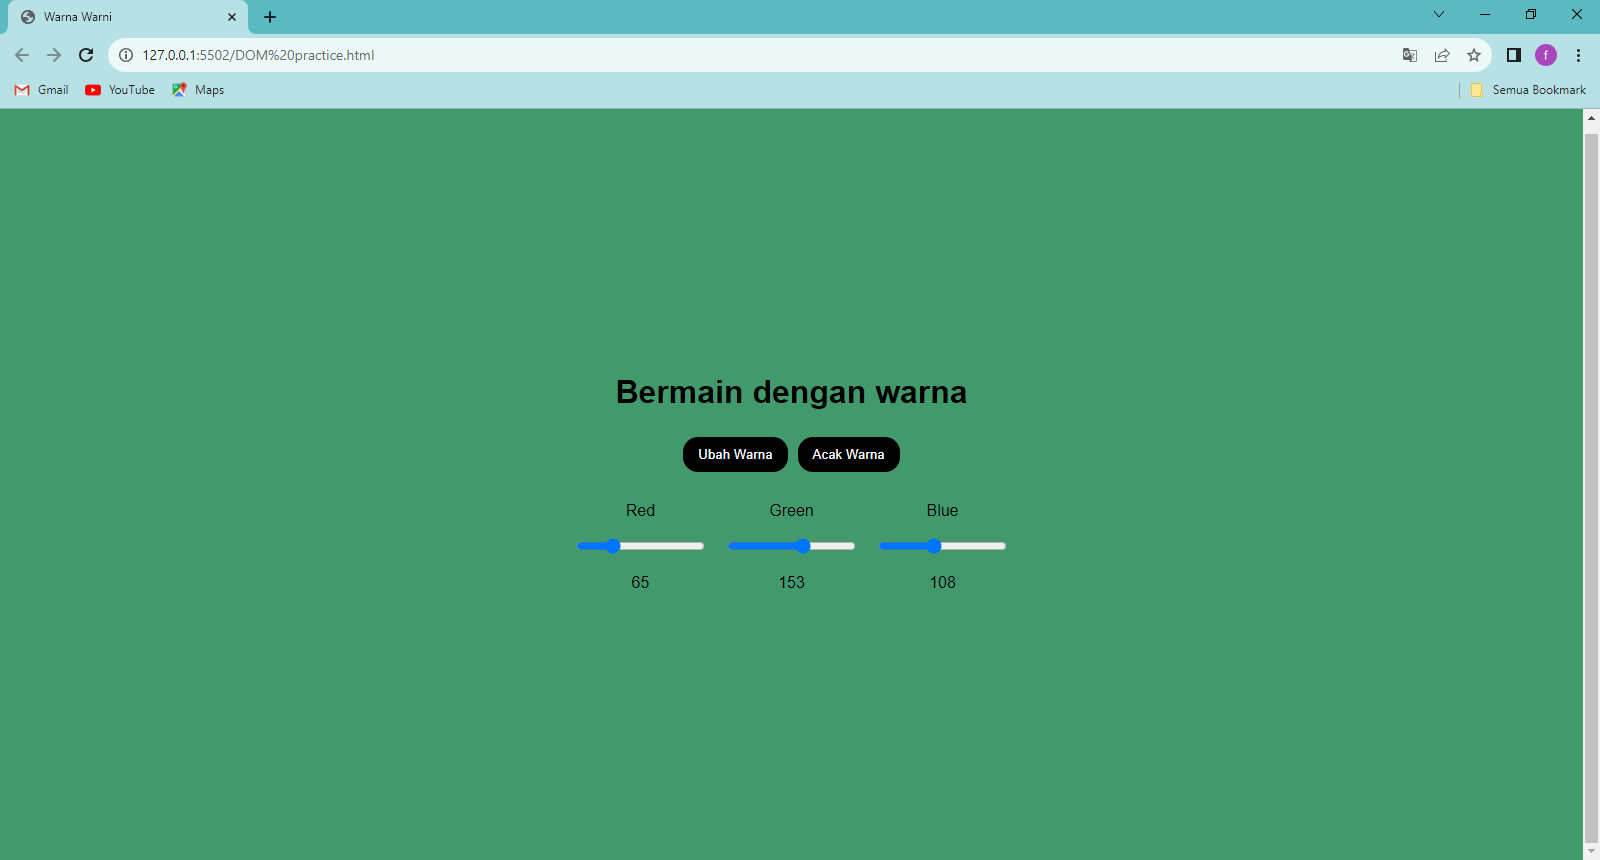 Warna Warni
127.0.0.1:5502/DOM%20practice.html
f
Gmail YouTube Maps Semua Bookmark
Bermain dengan warna
Ubah Warna Acak Warna
Red Green Blue
65 153 108